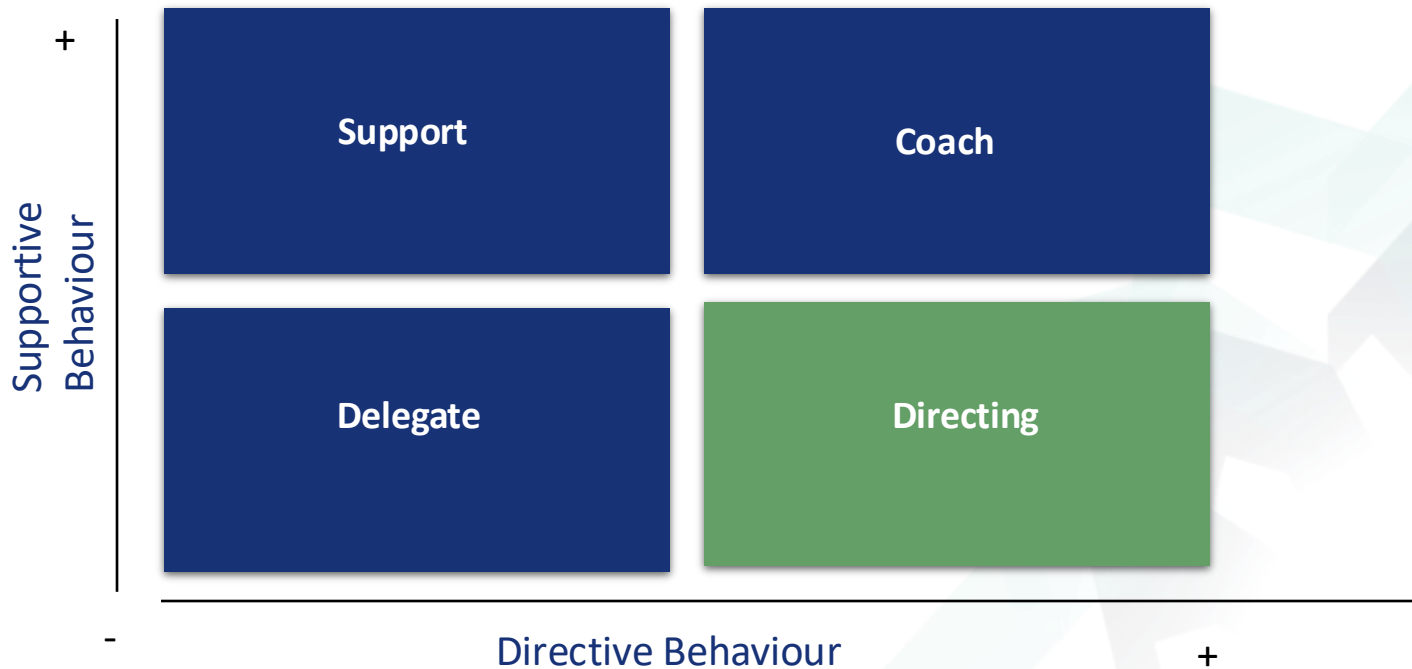 +
Support
Coach
Supportive
Behaviour
Delegate
Directing
-
Directive Behaviour
+